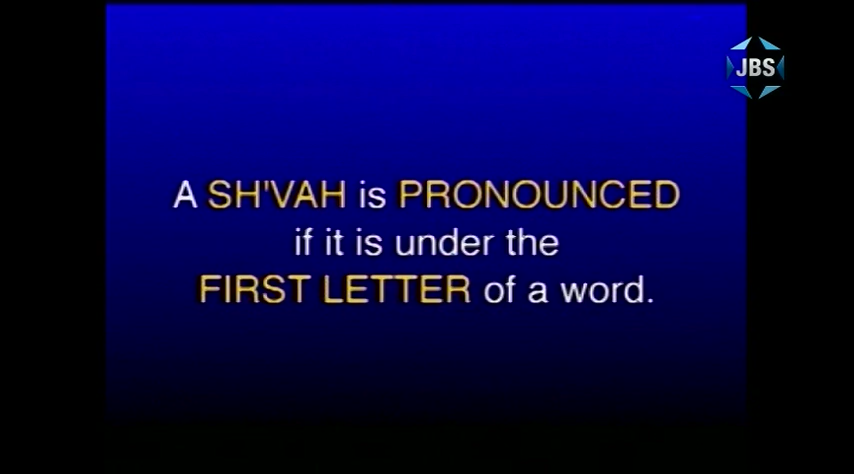 JBS
A SH'VAH is PRONOUNCED
if it is under the
FIRST LETTER of a word.